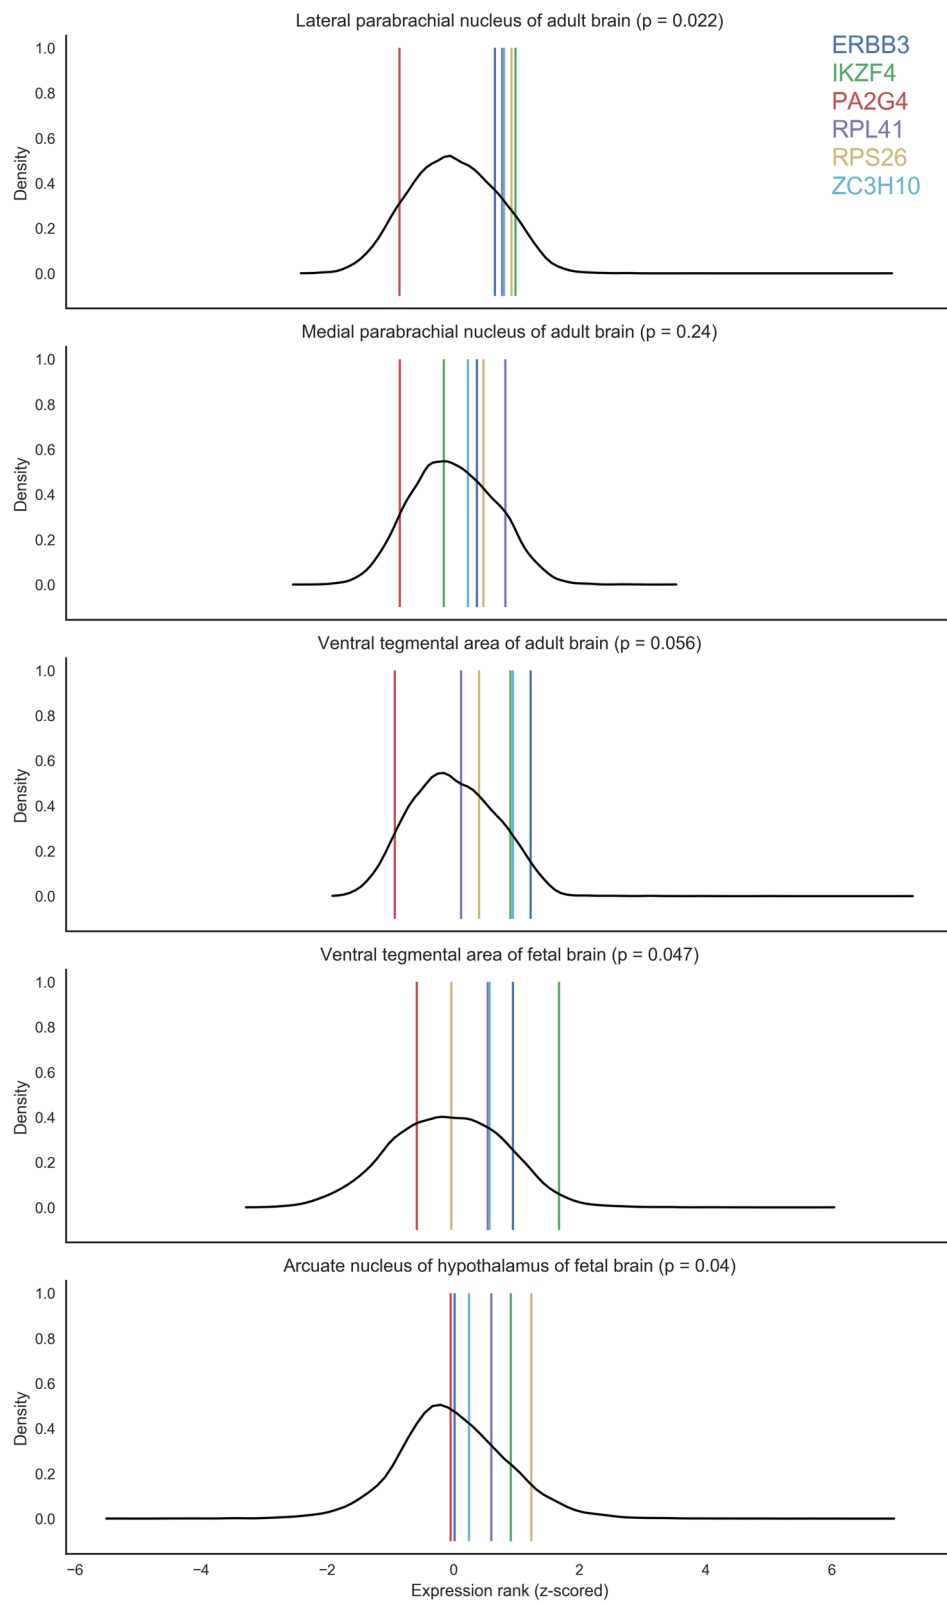 Lateral parabrachial nucleus of adult brain (p = 0.022)
ERBB3
IKZF4
PA2G4
RPL41
RPS26
ZC3H10
1.0
0.8
0.6
0.4
0.2
0.0
Density
Medial parabrachial nucleus of adult brain (p = 0.24)
1.0
0.8
0.6
0.4
0.2
0.0
Density
Ventral tegmental area of adult brain (p = 0.056)
1.0
0.8
0.6
0.4
0.2
0.0
Density
Ventral tegmental area of fetal brain (p = 0.047)
1.0
0.8
0.6
0.4
0.2
0.0
Density
Arcuate nucleus of hypothalamus of fetal brain (p = 0.04)
1.0
0.8
0.6
0.4
0.2
0.0
Density
−6 −4 −2 0 2 4 6
Expression rank (z-scored)